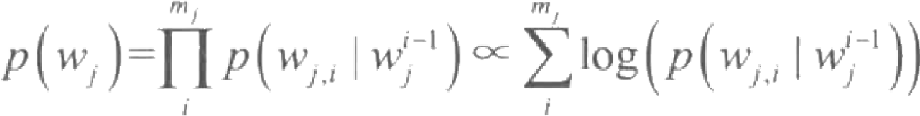 p(w_j)=∏_i^{m_j} p(w_{j,i} | w_j^{i-1}) ∝ ∑_i^{m_j} log(p(w_{j,i} | w_j^{i-1}))